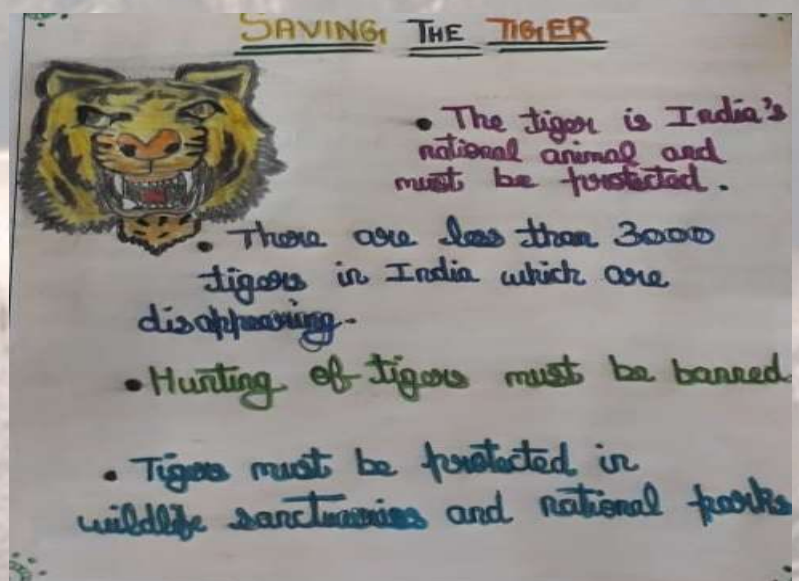 SAVING THE TIGER
• The tiger is India's
national animal and
must be protected.
• There are less than 3000
tigers in India which are
disappearing.
• Hunting of tigers must be banned
• Tigers must be protected in
wildlife sanctuaries and national parks